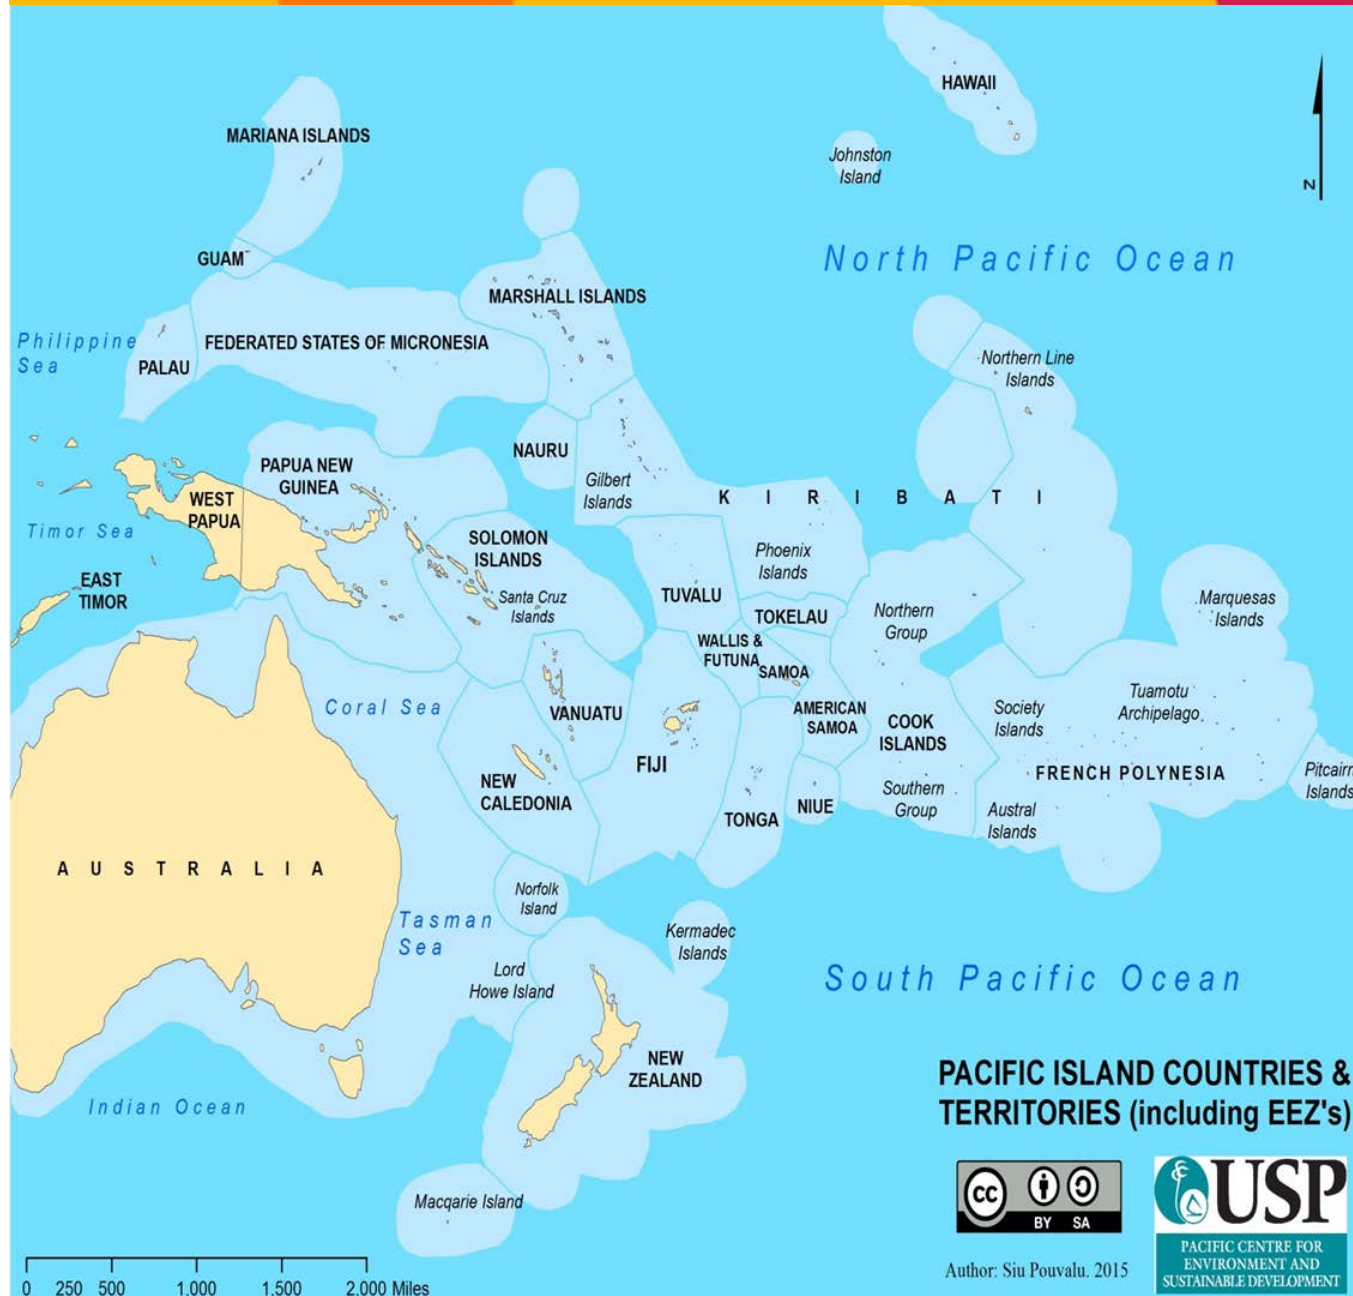 HAWAII
MARIANA ISLANDS
Johnston
Island
N
North Pacific Ocean
GUAM
MARSHALL ISLANDS
Philippine
Sea
FEDERATED STATES OF MICRONESIA
PALAU
Northern Line
Islands
NAURU
PAPUA NEW
GUINEA
Gilbert
Islands
WEST
PAPUA
KIRIBATI
Timor Sea
SOLOMON
ISLANDS
Phoenix
Islands
EAST
TIMOR
Santa Cruz
Islands
TUVALU
TOKELAU
Northern
Group
Marquesas
Islands
WALLIS &
FUTUNA
SAMOA
Coral Sea
VANUATU
AMERICAN
SAMOA
COOK
ISLANDS
Society
Islands
Tuamotu
Archipelago
FIJI
NEW
CALEDONIA
FRENCH POLYNESIA
Pitcairn
Islands
TONGA
NIUE
Southern
Group
Austral
Islands
AUSTRALIA
Norfolk
Island
Tasman
Sea
Kermadec
Islands
Lord
Howe Island
South Pacific Ocean
NEW
ZEALAND
Indian Ocean
PACIFIC ISLAND COUNTRIES &
TERRITORIES (including EEZ's)
Macqarie Island
cc
BY SA
USP
PACIFIC CENTRE FOR
ENVIRONMENT AND
SUSTAINABLE DEVELOPMENT
Author: Siu Pouvalu. 2015
0 250 500 1,000 1,500 2,000 Miles